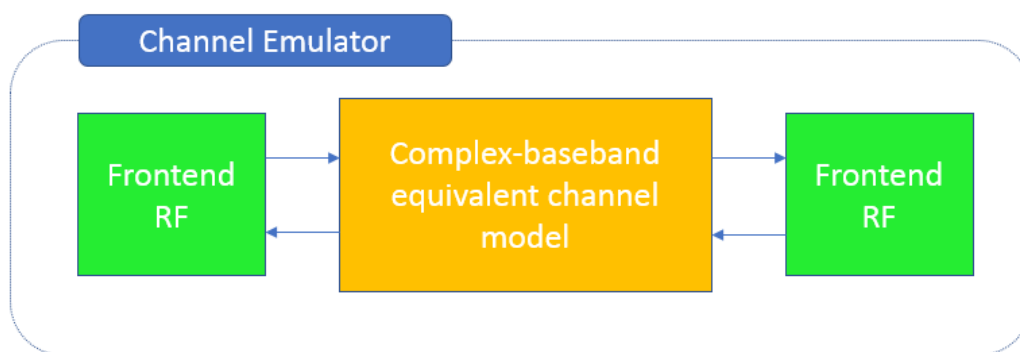 Channel Emulator
Frontend
RF
Complex-baseband
equivalent channel
model
Frontend
RF